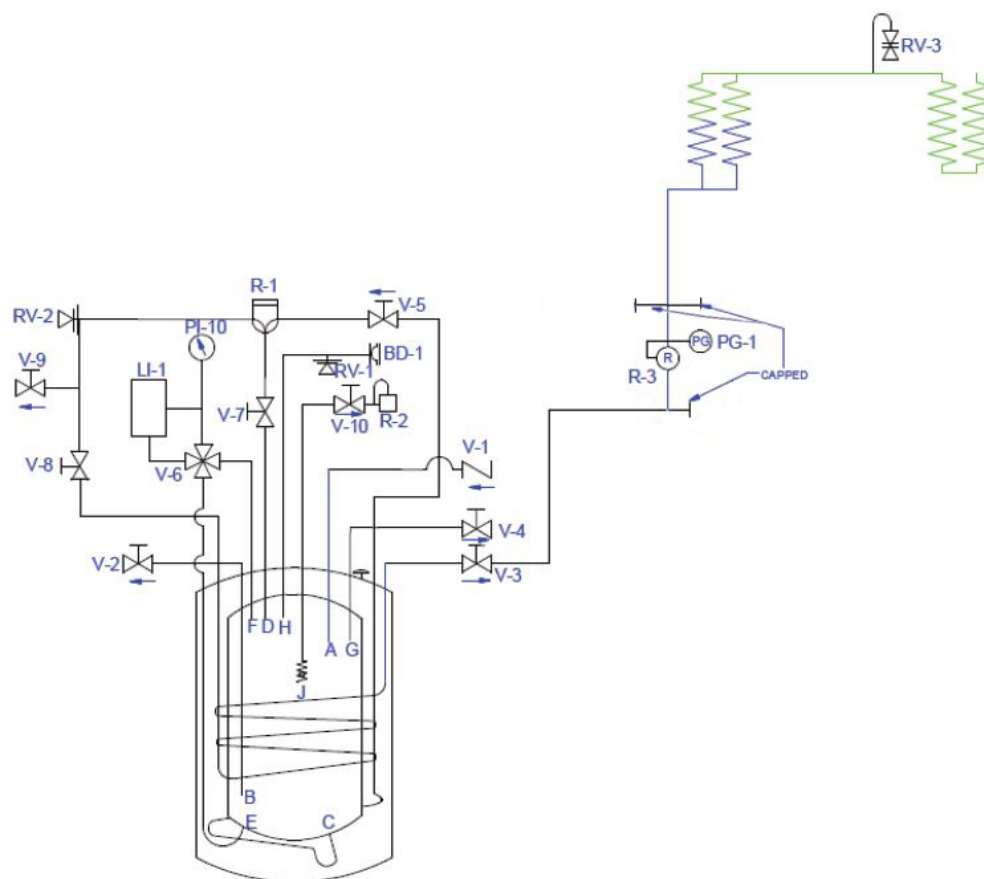 RV-3
R-1
V-5
RV-2
PI-10
BD-1
PG
PG-1
V-9
LI-1
RV-1
R
R-3
CAPPED
V-7
V-10
R-2
V-8
V-6
V-1
V-4
V-2
V-3
F
D
H
A
G
J
B
E
C